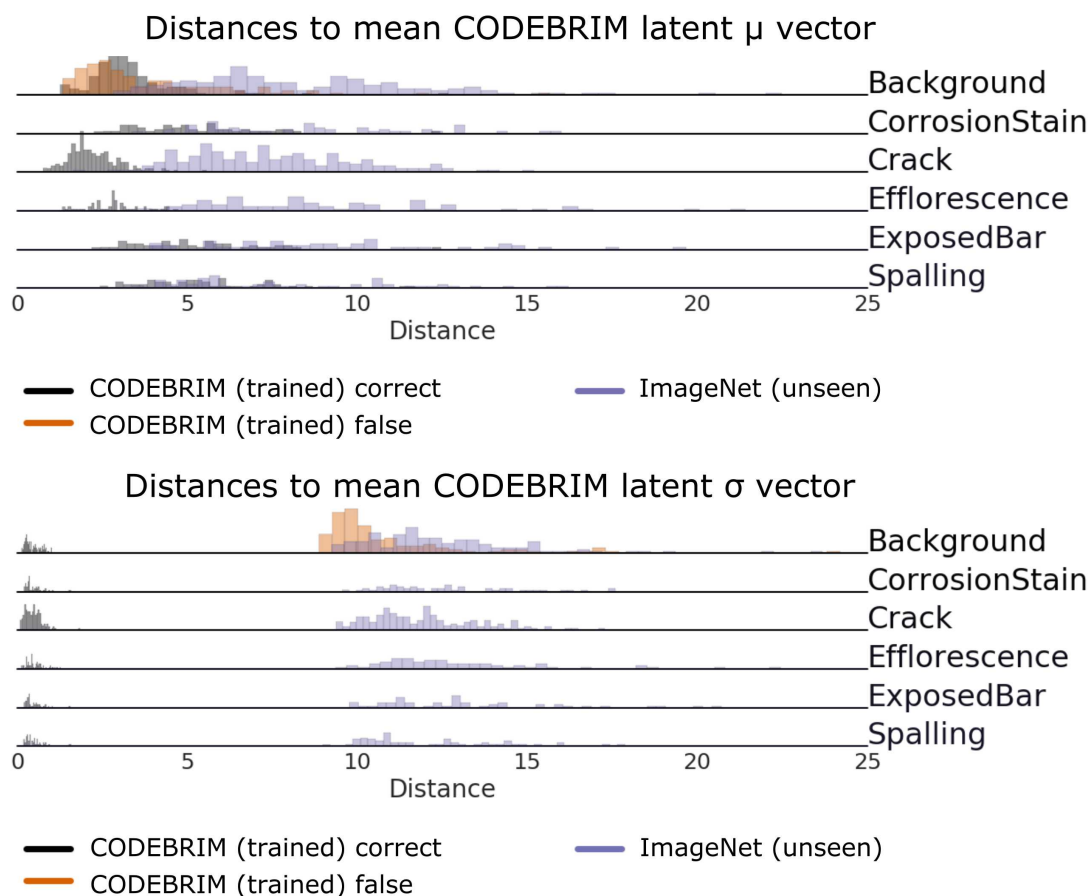 Distances to mean CODEBRIM latent μ vector
Background
CorrosionStain
Crack
Efflorescence
ExposedBar
Spalling
0 5 10 15 20 25
Distance
CODEBRIM (trained) correct ImageNet (unseen)
CODEBRIM (trained) false
Distances to mean CODEBRIM latent σ vector
Background
CorrosionStain
Crack
Efflorescence
ExposedBar
Spalling
0 5 10 15 20 25
Distance
CODEBRIM (trained) correct ImageNet (unseen)
CODEBRIM (trained) false